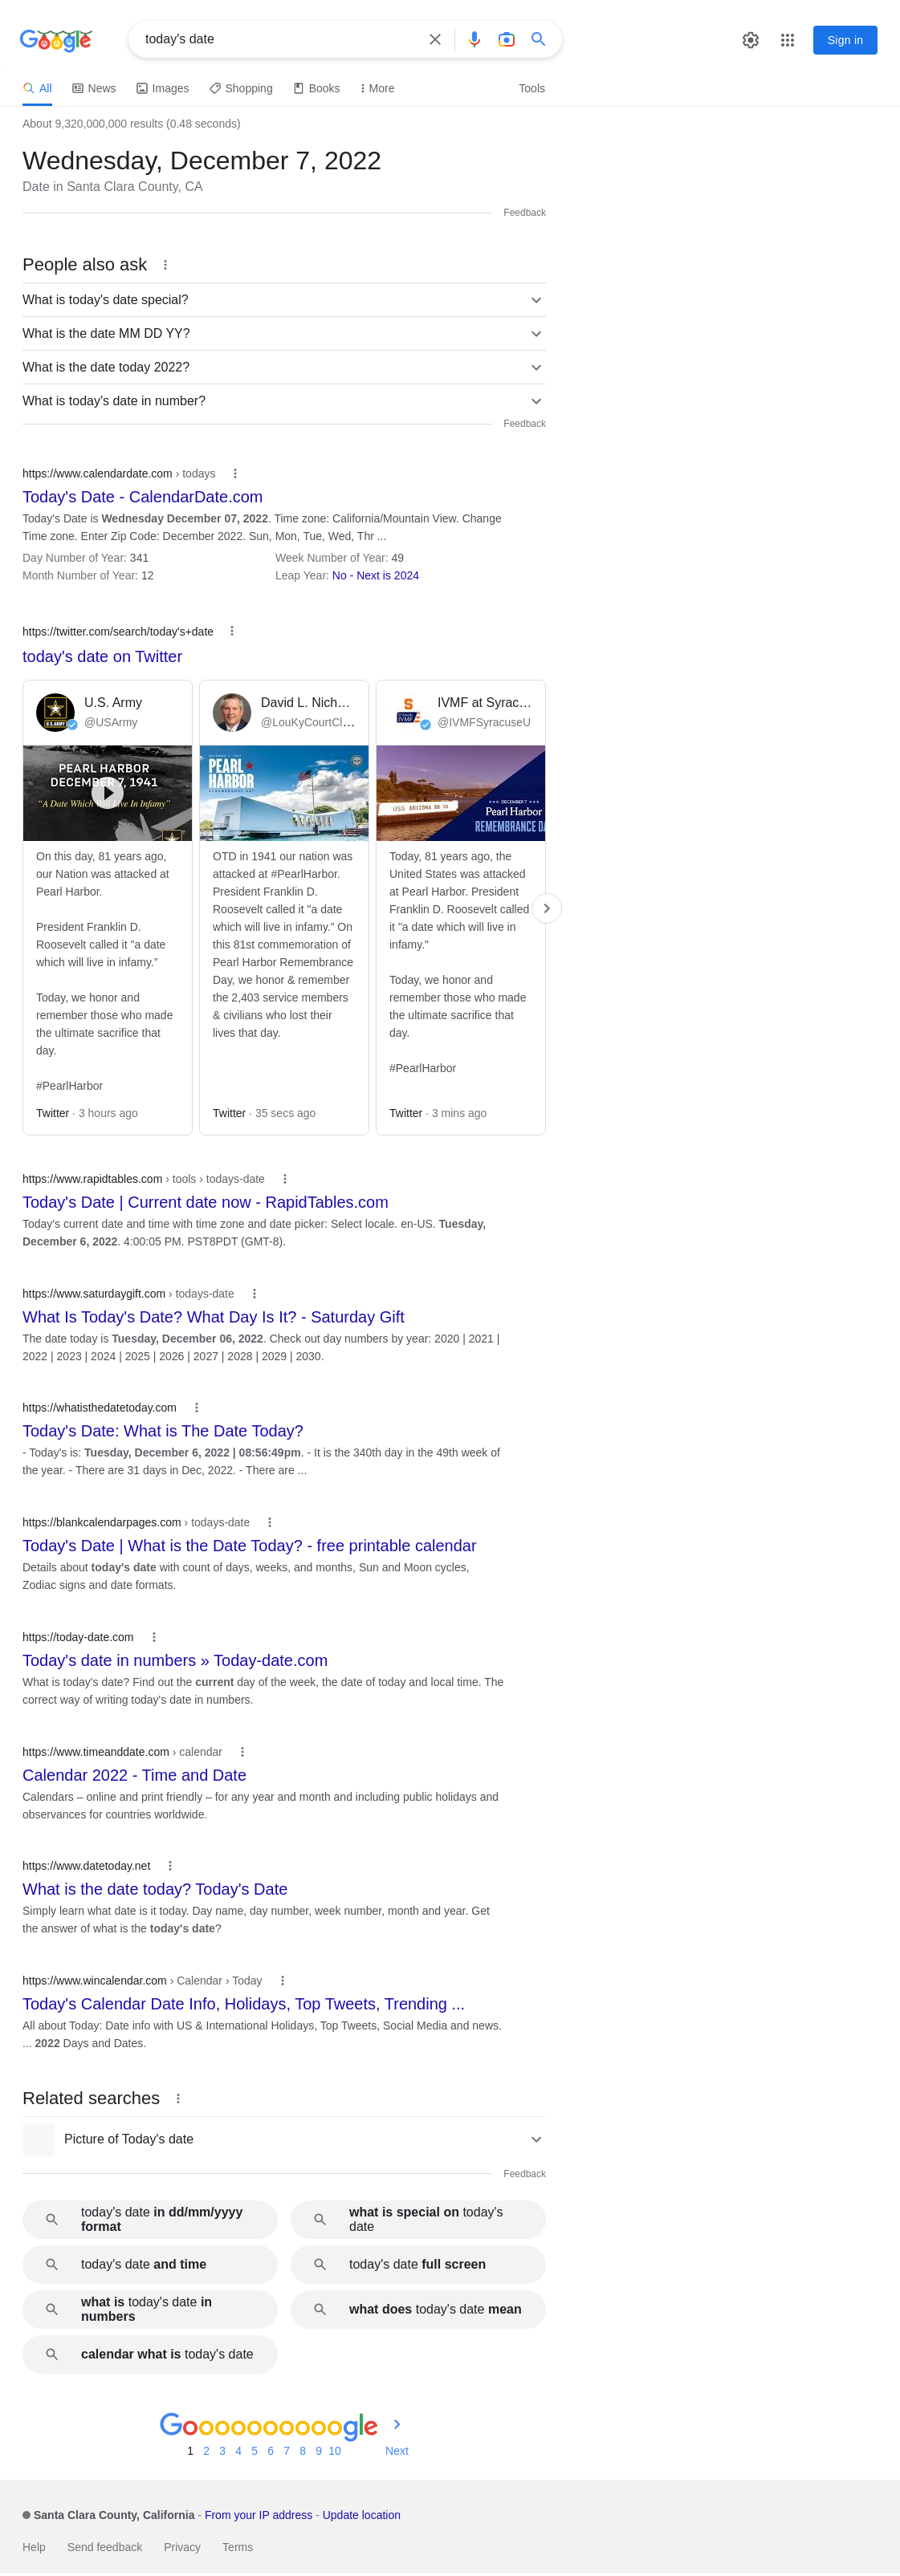 Google
today's date
Sign in
All News Images Shopping Books More Tools
About 9,320,000,000 results (0.48 seconds)
Wednesday, December 7, 2022
Date in Santa Clara County, CA
Feedback
People also ask
What is today's date special?
What is the date MM DD YY?
What is the date today 2022?
What is today's date in number?
Feedback
https://www.calendardate.com › todays
Today's Date - CalendarDate.com
Today's Date is Wednesday December 07, 2022. Time zone: California/Mountain View. Change
Time zone. Enter Zip Code: December 2022. Sun, Mon, Tue, Wed, Thr ...
Day Number of Year: 341 Week Number of Year: 49
Month Number of Year: 12 Leap Year: No - Next is 2024
https://twitter.com/search/today's+date
today's date on Twitter
U.S. Army
@USArmy
PEARL HARBOR
DECEMBER 7, 1941
“A Date Which Will Live In Infamy”
On this day, 81 years ago,
our Nation was attacked at
Pearl Harbor.
President Franklin D.
Roosevelt called it "a date
which will live in infamy.”
Today, we honor and
remember those who made
the ultimate sacrifice that
day.
#PearlHarbor
Twitter · 3 hours ago
David L. Nich…
@LouKyCourtCl…
PEARL
HARBOR
REMEMBRANCE DAY
OTD in 1941 our nation was
attacked at #PearlHarbor.
President Franklin D.
Roosevelt called it "a date
which will live in infamy.” On
this 81st commemoration of
Pearl Harbor Remembrance
Day, we honor & remember
the 2,403 service members
& civilians who lost their
lives that day.
Twitter · 35 secs ago
IVMF at Syrac…
@IVMFSyracuseU
S
IVMF
USS ARIZONA BB 39
DECEMBER 7
Pearl Harbor
REMEMBRANCE DA
Today, 81 years ago, the
United States was attacked
at Pearl Harbor. President
Franklin D. Roosevelt called
it "a date which will live in
infamy."
Today, we honor and
remember those who made
the ultimate sacrifice that
day.
#PearlHarbor
Twitter · 3 mins ago
https://www.rapidtables.com › tools › todays-date
Today's Date | Current date now - RapidTables.com
Today's current date and time with time zone and date picker: Select locale. en-US. Tuesday,
December 6, 2022. 4:00:05 PM. PST8PDT (GMT-8).
https://www.saturdaygift.com › todays-date
What Is Today's Date? What Day Is It? - Saturday Gift
The date today is Tuesday, December 06, 2022. Check out day numbers by year: 2020 | 2021 |
2022 | 2023 | 2024 | 2025 | 2026 | 2027 | 2028 | 2029 | 2030.
https://whatisthedatetoday.com
Today's Date: What is The Date Today?
- Today's is: Tuesday, December 6, 2022 | 08:56:49pm. - It is the 340th day in the 49th week of
the year. - There are 31 days in Dec, 2022. - There are ...
https://blankcalendarpages.com › todays-date
Today's Date | What is the Date Today? - free printable calendar
Details about today's date with count of days, weeks, and months, Sun and Moon cycles,
Zodiac signs and date formats.
https://today-date.com
Today's date in numbers » Today-date.com
What is today's date? Find out the current day of the week, the date of today and local time. The
correct way of writing today's date in numbers.
https://www.timeanddate.com › calendar
Calendar 2022 - Time and Date
Calendars – online and print friendly – for any year and month and including public holidays and
observances for countries worldwide.
https://www.datetoday.net
What is the date today? Today's Date
Simply learn what date is it today. Day name, day number, week number, month and year. Get
the answer of what is the today's date?
https://www.wincalendar.com › Calendar › Today
Today's Calendar Date Info, Holidays, Top Tweets, Trending ...
All about Today: Date info with US & International Holidays, Top Tweets, Social Media and news.
... 2022 Days and Dates.
Related searches
Picture of Today's date
Feedback
today's date in dd/mm/yyyy
format
what is special on today's
date
today's date and time
today's date full screen
what is today's date in
numbers
what does today's date mean
calendar what is today's date
Goooooooooogle
1 2 3 4 5 6 7 8 9 10 Next
Santa Clara County, California - From your IP address - Update location
Help Send feedback Privacy Terms